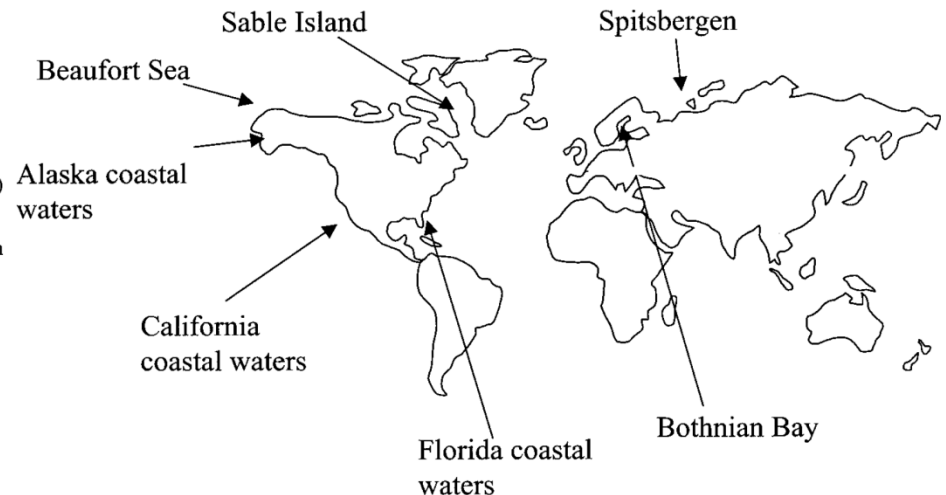 Sable Island
Spitsbergen
Beaufort Sea
Alaska coastal
waters
California
coastal waters
Florida coastal
waters
Bothnian Bay